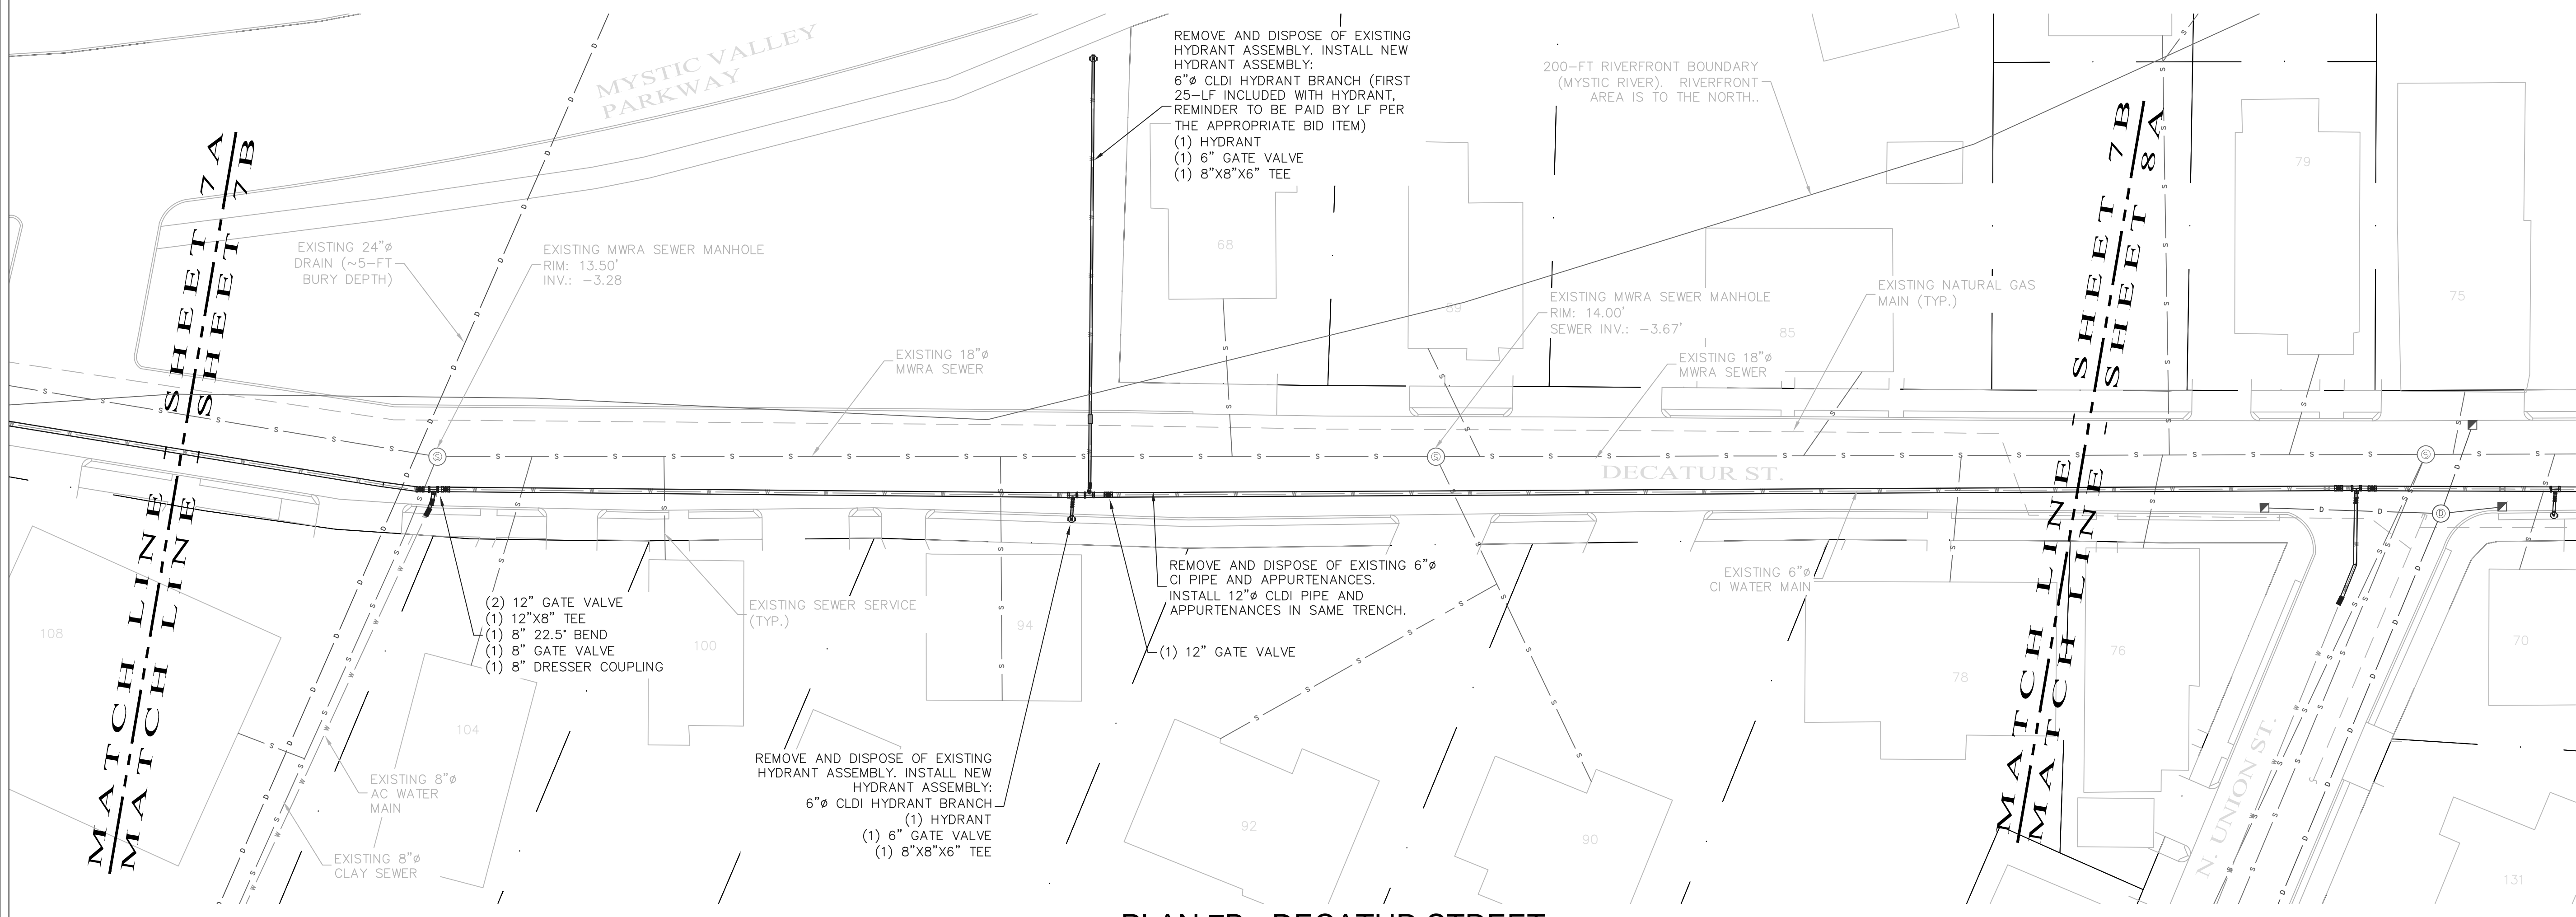 MYSTIC VALLEY
PARKWAY
REMOVE AND DISPOSE OF EXISTING
HYDRANT ASSEMBLY. INSTALL NEW
HYDRANT ASSEMBLY:
6"ø CLDI HYDRANT BRANCH (FIRST
25-LF INCLUDED WITH HYDRANT,
REMINDER TO BE PAID BY LF PER
THE APPROPRIATE BID ITEM)
(1) HYDRANT
(1) 6" GATE VALVE
(1) 8"X8"X6" TEE
200-FT RIVERFRONT BOUNDARY
(MYSTIC RIVER). RIVERFRONT
AREA IS TO THE NORTH..
MATCH LINE SHEET 7A
MATCH LINE SHEET 7B
MATCH LINE SHEET 7B
MATCH LINE SHEET 8A
EXISTING 24"ø
DRAIN (~5-FT
BURY DEPTH)
EXISTING MWRA SEWER MANHOLE
RIM: 13.50'
INV.: -3.28
EXISTING 18"ø
MWRA SEWER
EXISTING MWRA SEWER MANHOLE
RIM: 14.00'
SEWER INV.: -3.67'
EXISTING 18"ø
MWRA SEWER
EXISTING NATURAL GAS
MAIN (TYP.)
68
89
85
79
75
DECATUR ST.
(2) 12" GATE VALVE
(1) 12"X8" TEE
(1) 8" 22.5° BEND
(1) 8" GATE VALVE
(1) 8" DRESSER COUPLING
EXISTING SEWER SERVICE
(TYP.)
REMOVE AND DISPOSE OF EXISTING 6"ø
CI PIPE AND APPURTENANCES.
INSTALL 12"ø CLDI PIPE AND
APPURTENANCES IN SAME TRENCH.
(1) 12" GATE VALVE
EXISTING 6"ø
CI WATER MAIN
108
104
100
94
92
90
78
76
70
131
REMOVE AND DISPOSE OF EXISTING
HYDRANT ASSEMBLY. INSTALL NEW
HYDRANT ASSEMBLY:
6"ø CLDI HYDRANT BRANCH
(1) HYDRANT
(1) 6" GATE VALVE
(1) 8"X8"X6" TEE
EXISTING 8"ø
AC WATER
MAIN
EXISTING 8"ø
CLAY SEWER
N. UNION ST.
PLAN 7B - DECATUR STREET